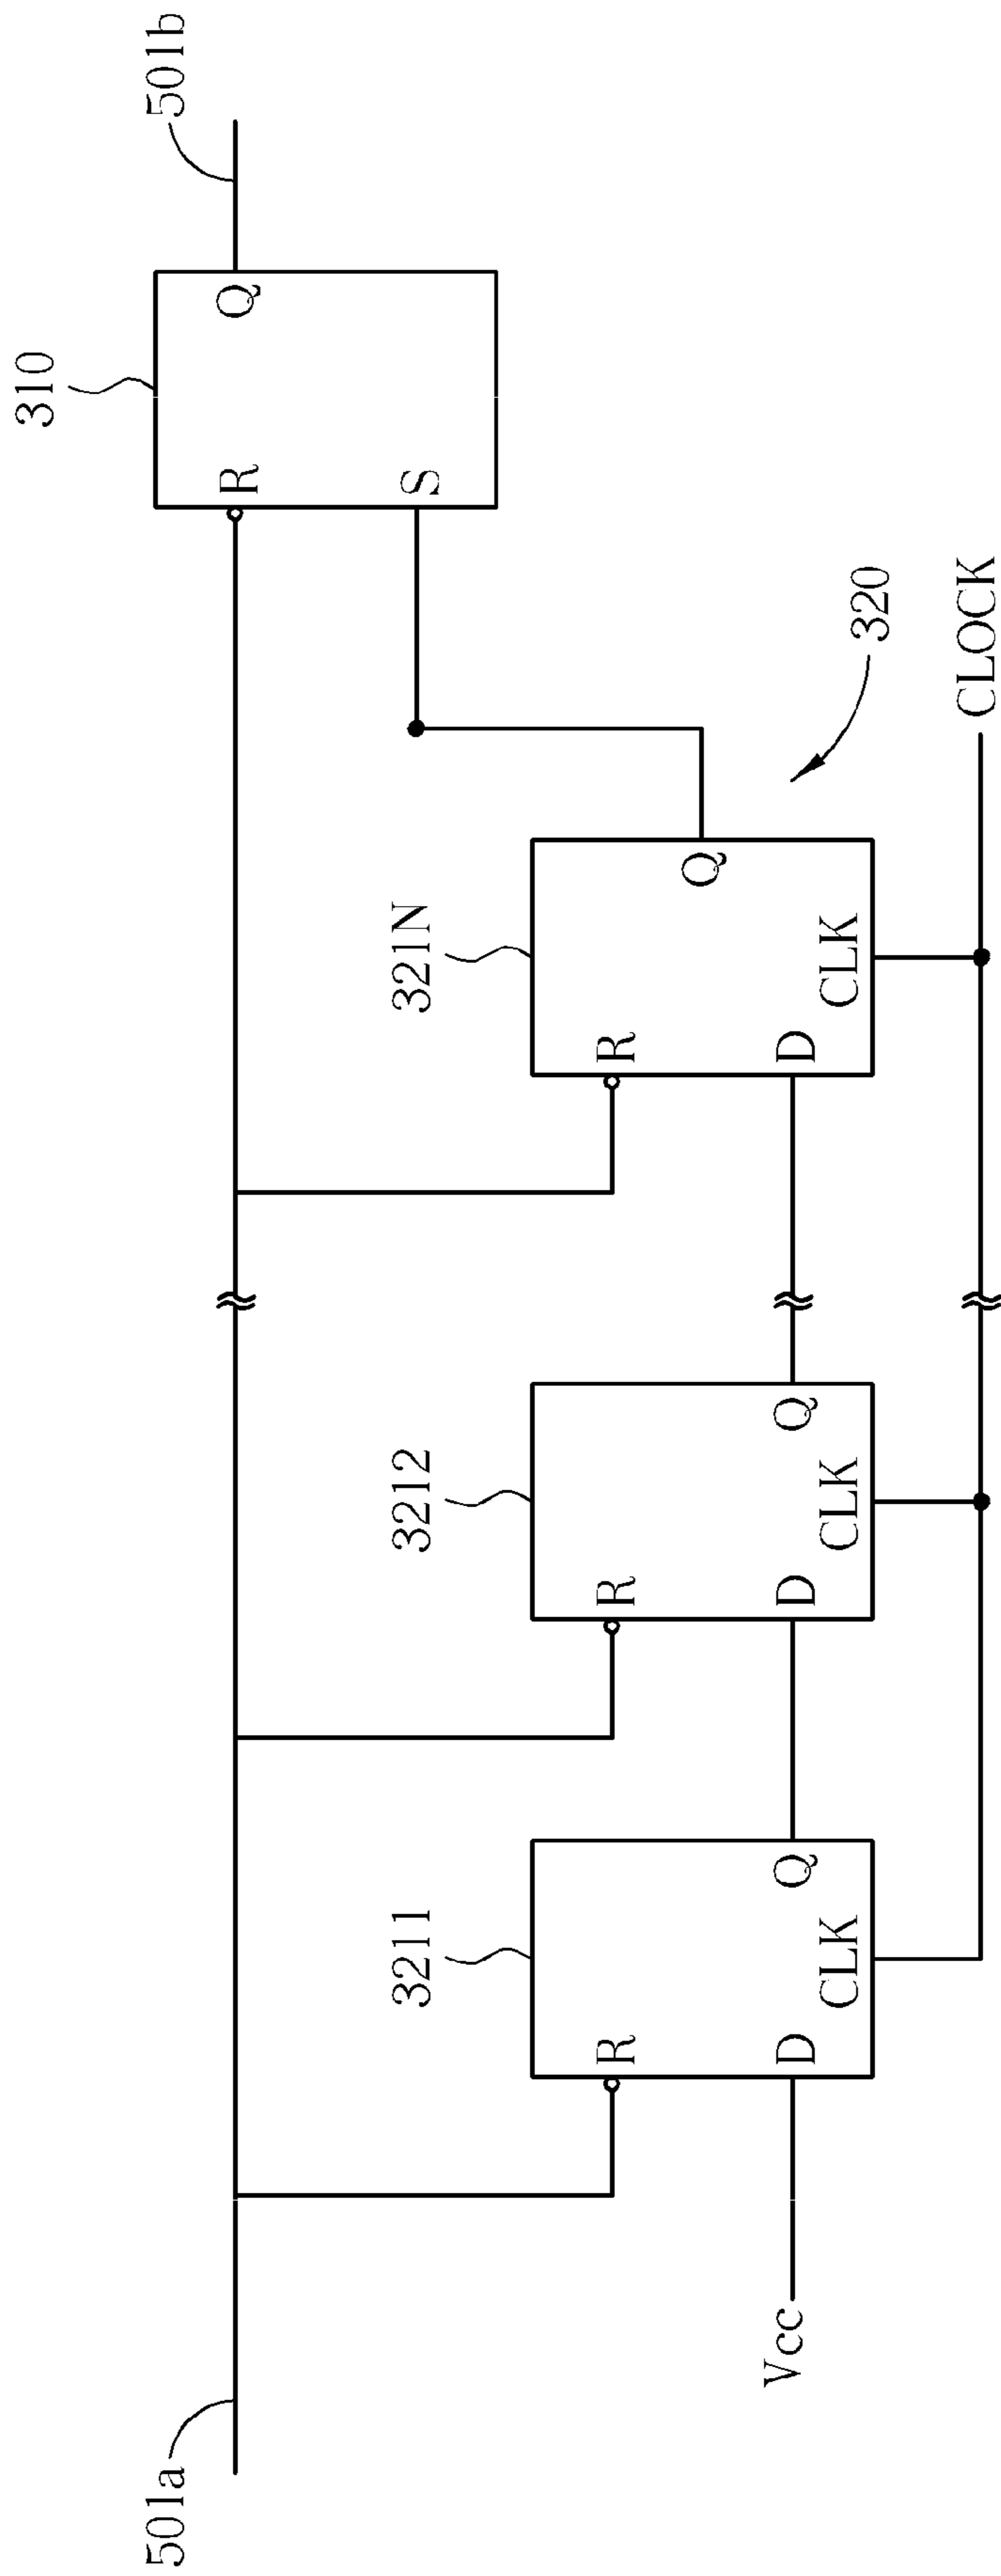 310
501a
R
Q
501b
S
3211
3212
321N
R
Q
D
CLK
R
Q
D
CLK
R
Q
D
CLK
320
Vcc
CLOCK